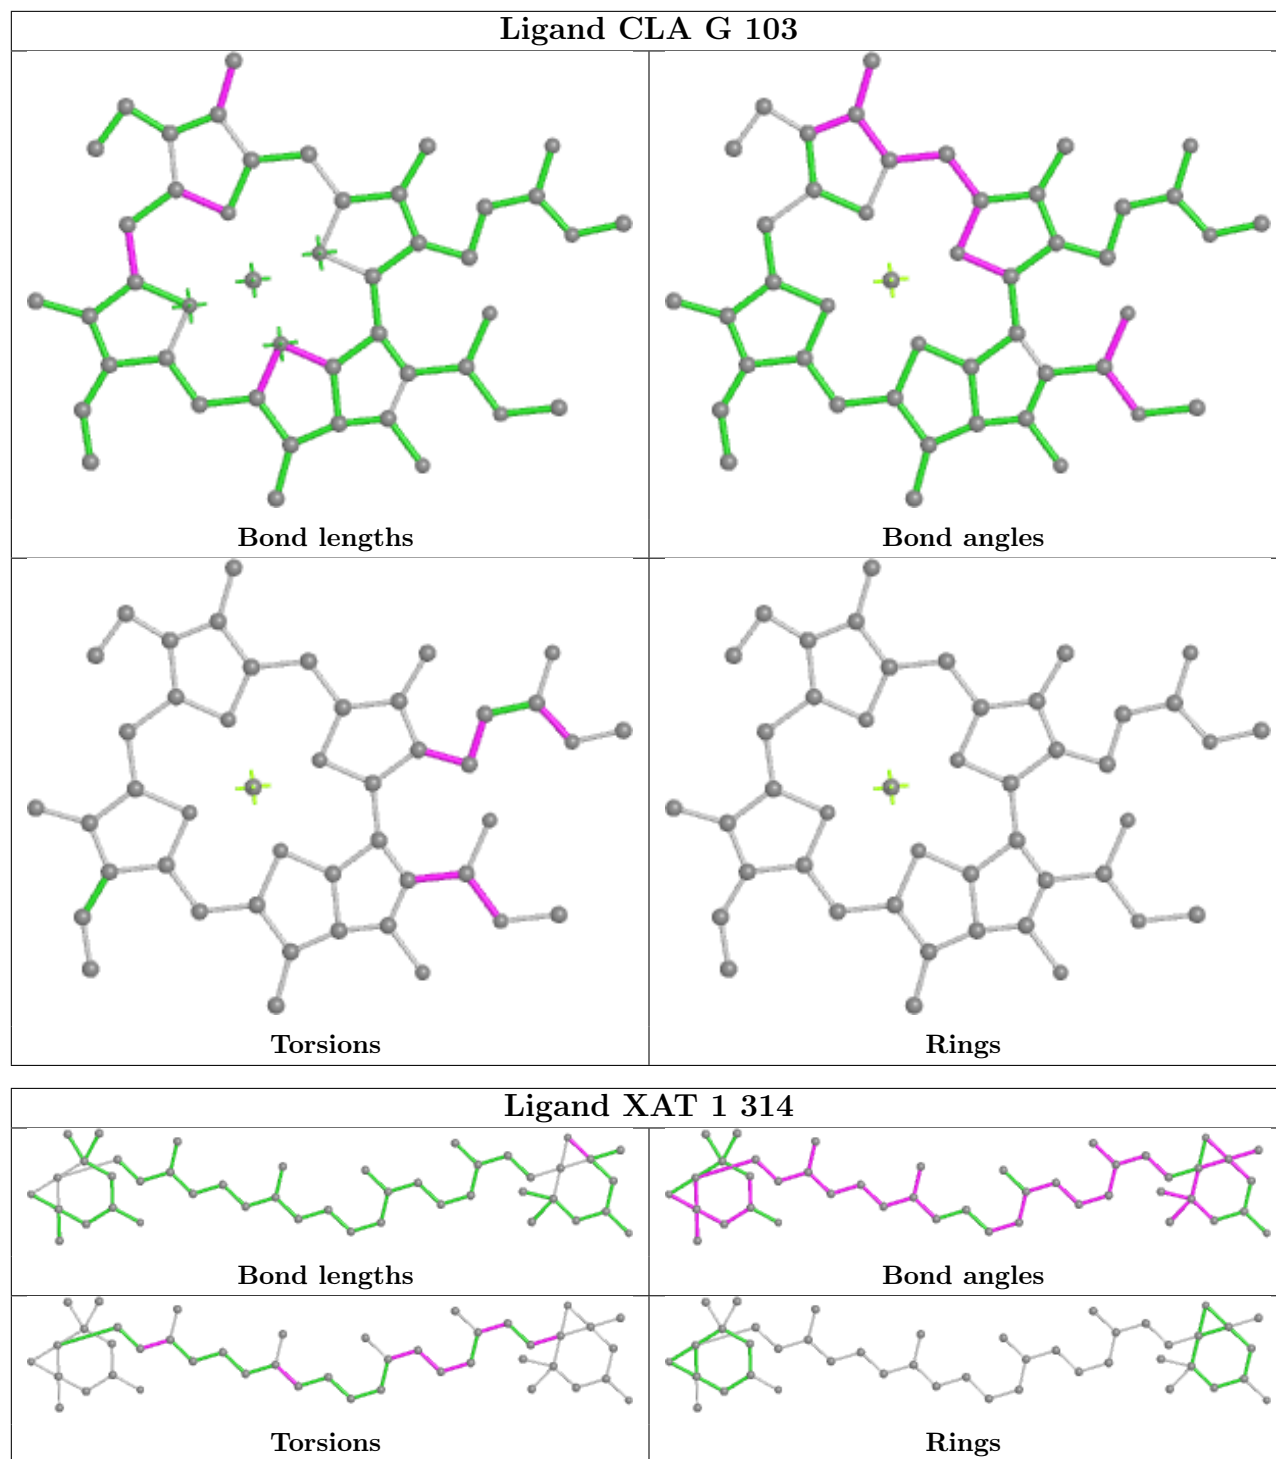 Ligand CLA G 103
Bond lengths
Bond angles
Torsions
Rings
Ligand XAT 1 314
Bond lengths
Bond angles
Torsions
Rings